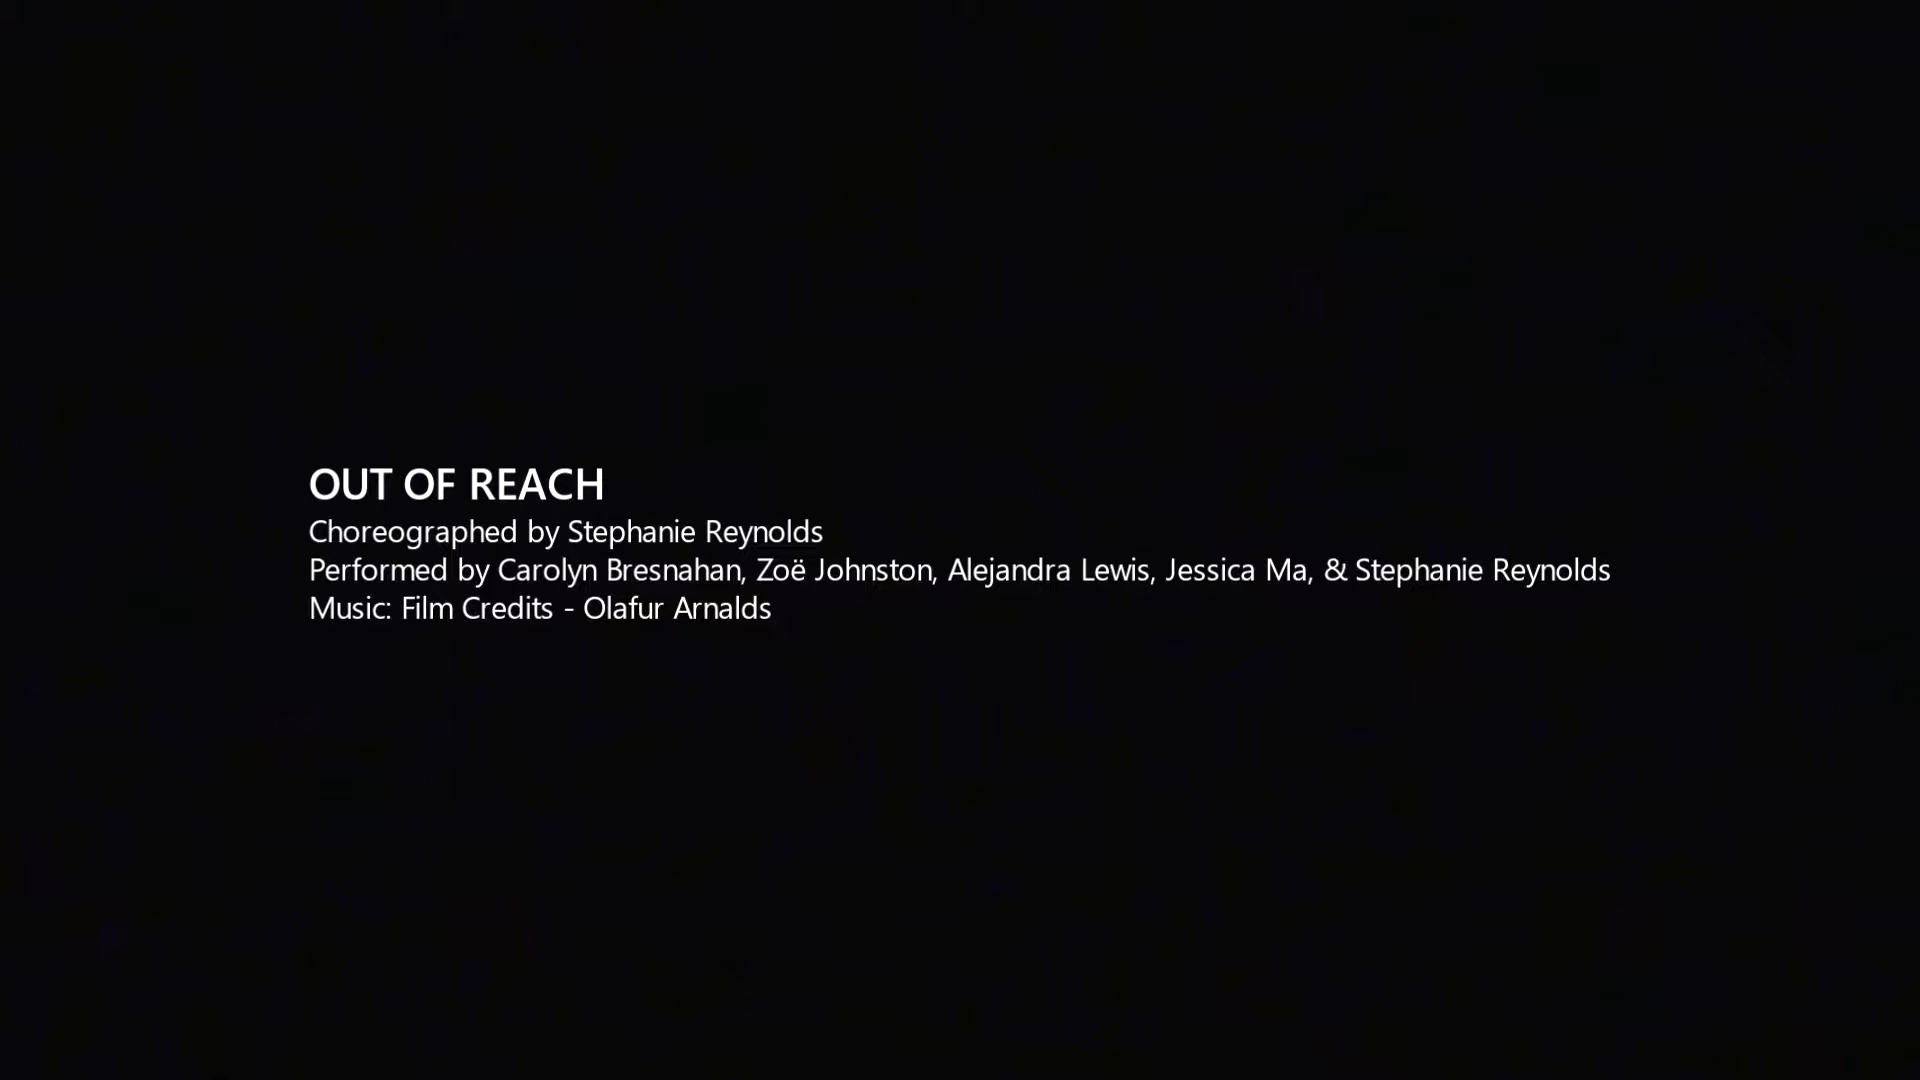 OUT OF REACH
Choreographed by Stephanie Reynolds
Performed by Carolyn Bresnahan, Zoë Johnston, Alejandra Lewis, Jessica Ma, & Stephanie Reynolds
Music: Film Credits - Olafur Arnalds